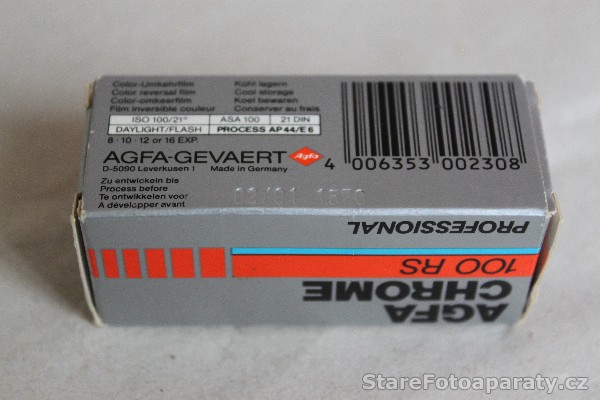 Color-Umkehrfilm
Color reversal film
Color-omkeerfilm
Film inversible couleur
Kühl lagern
Cool storage
Koel bewaren
Conserver au frais
ISO 100/21° ASA 100 21 DIN
DAYLIGHT/FLASH PROCESS AP 44/E 6
8 · 10 · 12 or 16 EXP.
AGFA-GEVAERT Agfa
D-5090 Leverkusen 1 Made in Germany
4 006353 002308
Zu entwickeln bis
Process before
Te ontwikkelen voor
A développer avant
PROFESSIONAL
100 RS
AGFA
CHROME
StareFotoaparaty.cz